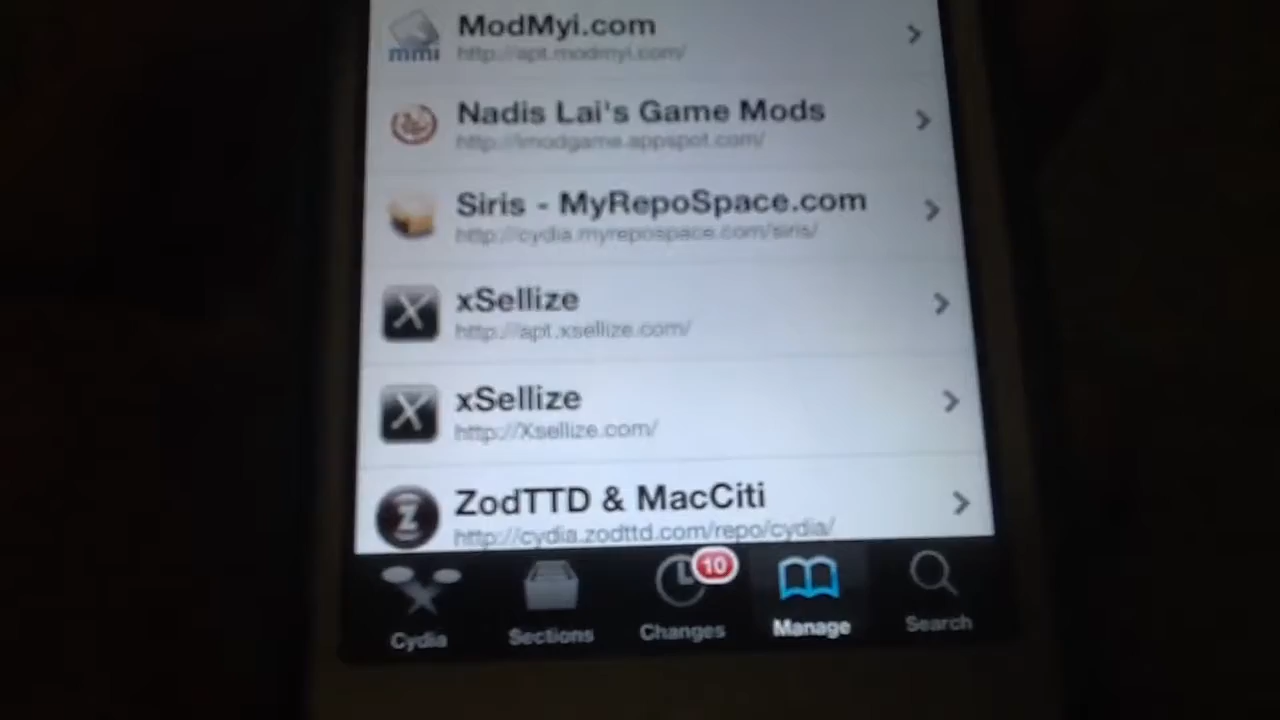 ModMyi.com
mmi
http://apt.modmyi.com/
Nadis Lai's Game Mods
http://imodgame.appspot.com/
Siris - MyRepoSpace.com
http://cydia.myrepospace.com/siris/
X
xSellize
http://apt.xsellize.com/
X
xSellize
http://Xsellize.com/
Z
ZodTTD & MacCiti
http://cydia.zodttd.com/repo/cydia/
10
Cydia
Sections
Changes
Manage
Search